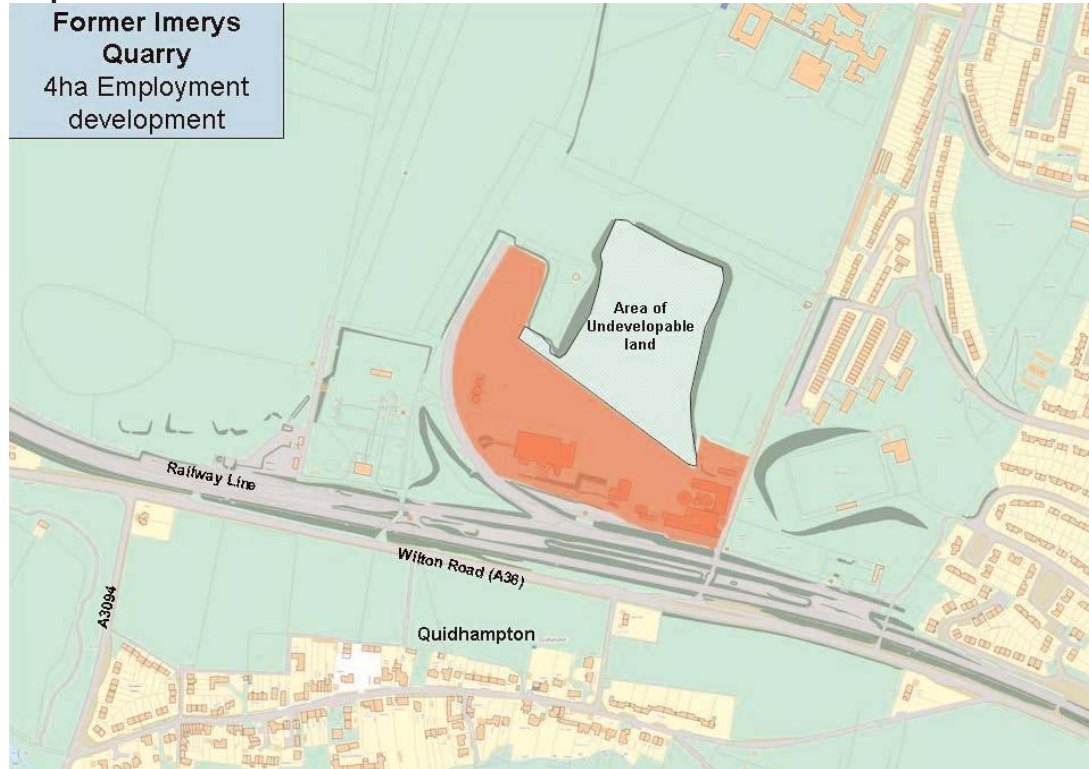 Former Imerys
Quarry
4ha Employment
development
Area of
Undevelopable
land
Railway Line
Wilton Road (A36)
A3094
Quidhampton